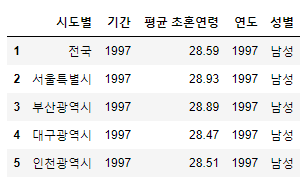 시도별 기간 평균 초혼연령 연도 성별
1 전국 1997 28.59 1997 남성
2 서울특별시 1997 28.93 1997 남성
3 부산광역시 1997 28.89 1997 남성
4 대구광역시 1997 28.47 1997 남성
5 인천광역시 1997 28.51 1997 남성